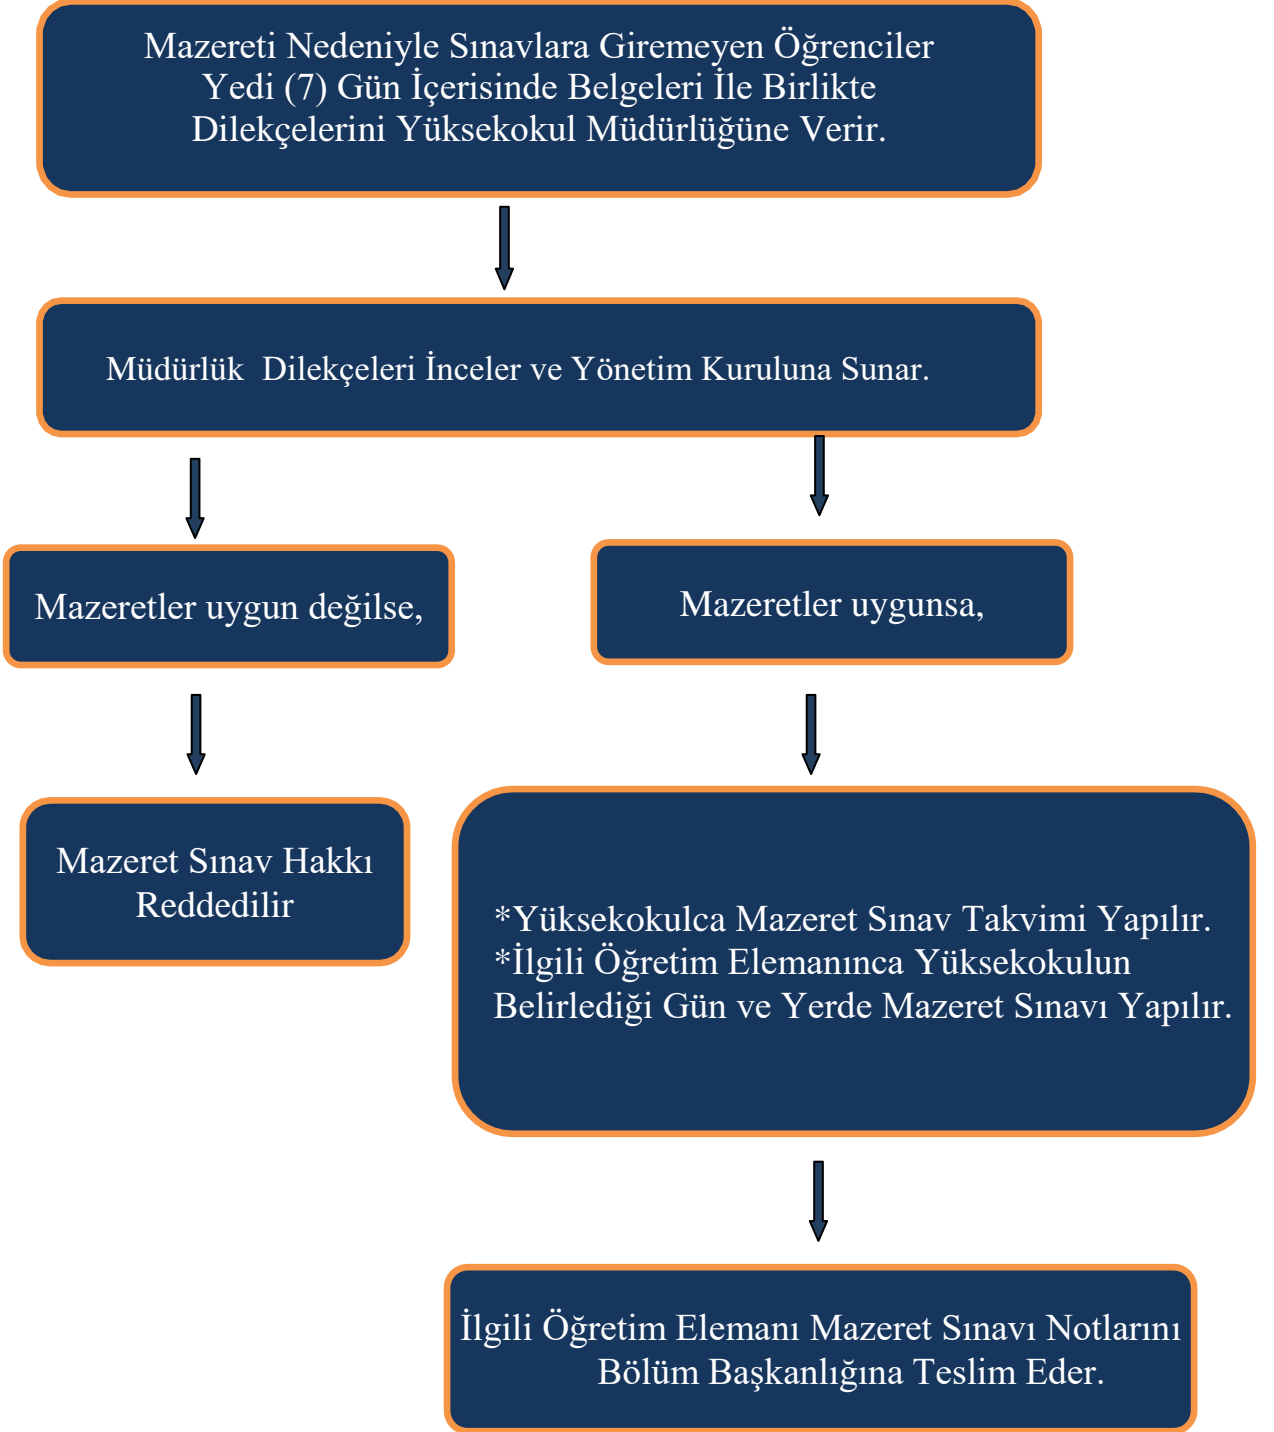 Mazereti Nedeniyle Sınavlara Giremeyen Öğrenciler
Yedi (7) Gün İçerisinde Belgeleri İle Birlikte
Dilekçelerini Yüksekokul Müdürlüğüne Verir.
Müdürlük Dilekçeleri İnceler ve Yönetim Kuruluna Sunar.
Mazeretler uygun değilse,
Mazeretler uygunsa,
Mazeret Sınav Hakkı
Reddedilir
*Yüksekokulca Mazeret Sınav Takvimi Yapılır.
*İlgili Öğretim Elemanınca Yüksekokulun
Belirlediği Gün ve Yerde Mazeret Sınavı Yapılır.
İlgili Öğretim Elemanı Mazeret Sınavı Notlarını
Bölüm Başkanlığına Teslim Eder.